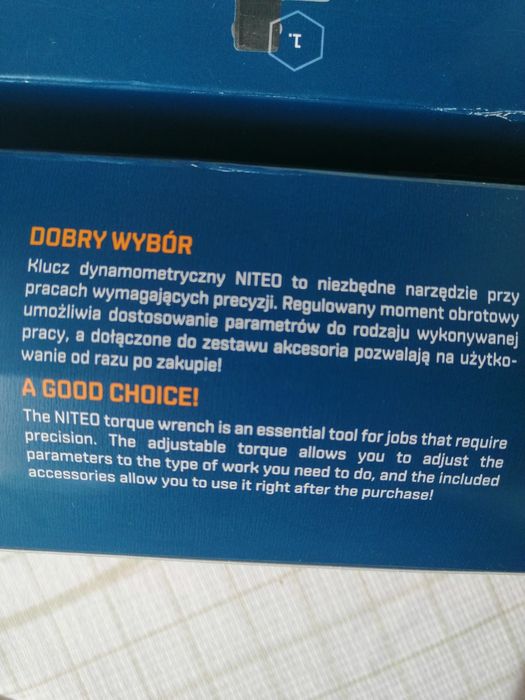 1.
DOBRY WYBÓR
Klucz dynamometryczny NITEO to niezbędne narzędzie przy
pracach wymagających precyzji. Regulowany moment obrotowy
umożliwia dostosowanie parametrów do rodzaju wykonywanej
pracy, a dołączone do zestawu akcesoria pozwalają na użytko-
wanie od razu po zakupie!
A GOOD CHOICE!
The NITEO torque wrench is an essential tool for jobs that require
precision. The adjustable torque allows you to adjust the
parameters to the type of work you need to do, and the included
accessories allow you to use it right after the purchase!